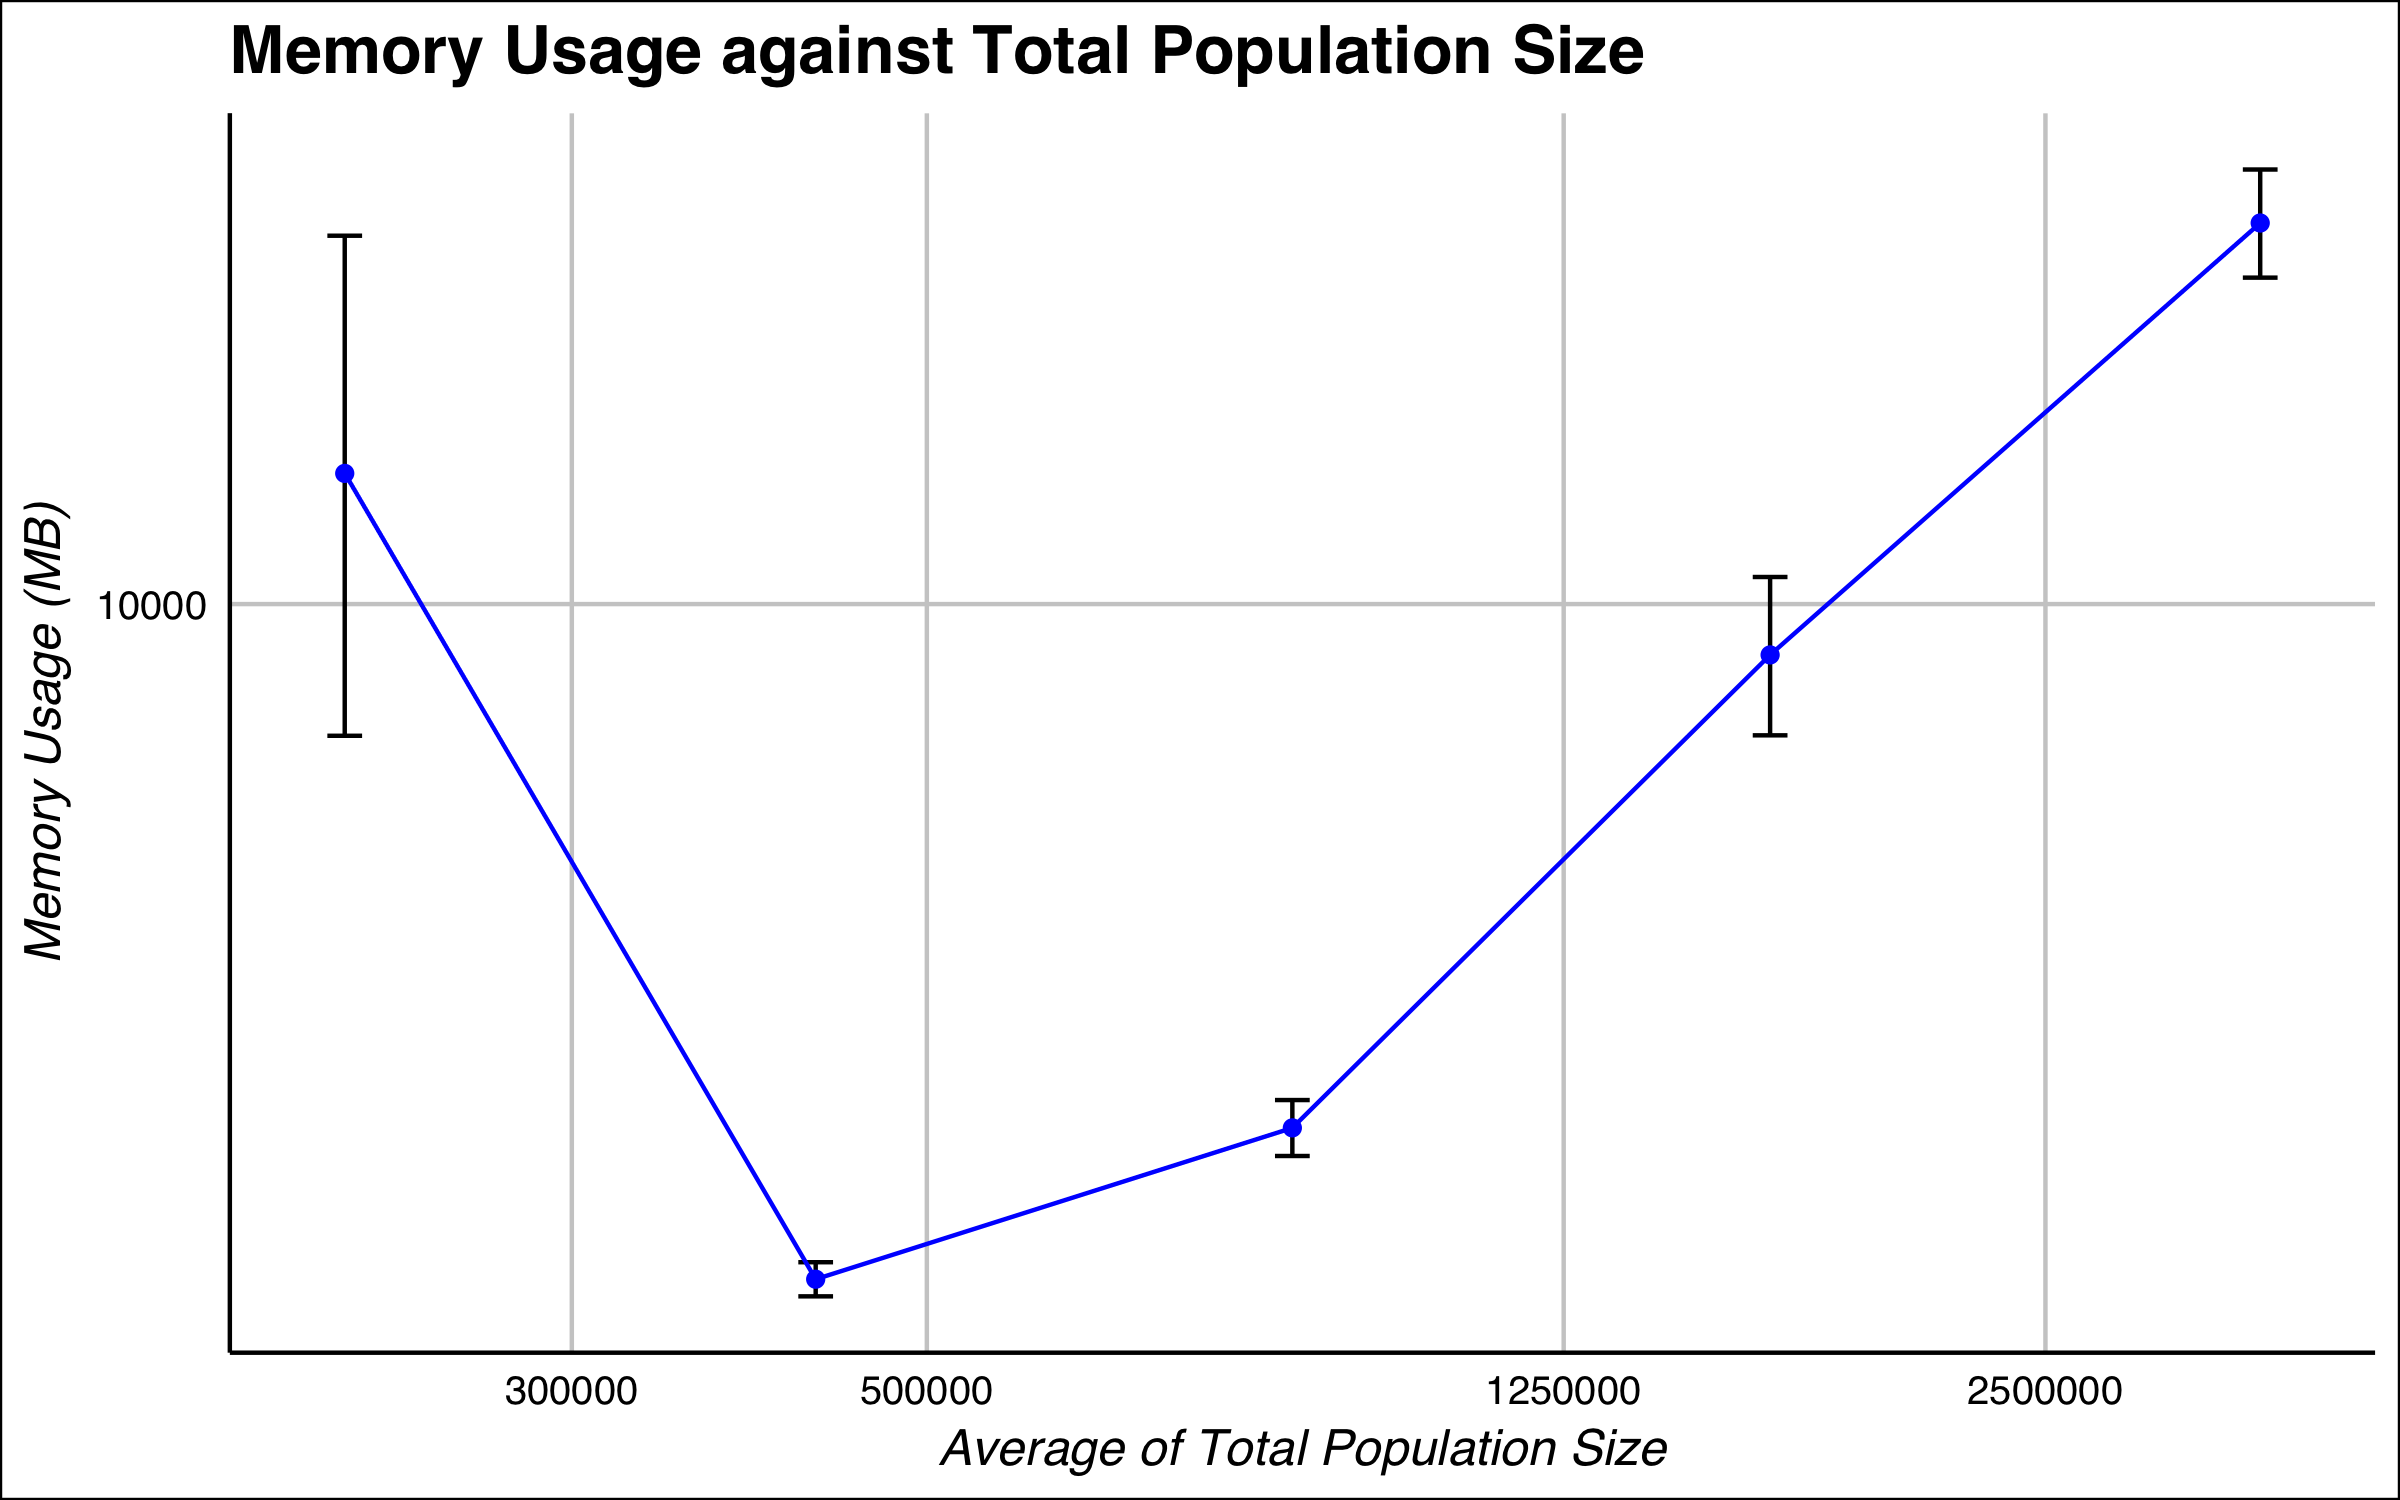 Memory Usage against Total Population Size
Memory Usage (MB)
10000
300000
500000
1250000
2500000
Average of Total Population Size